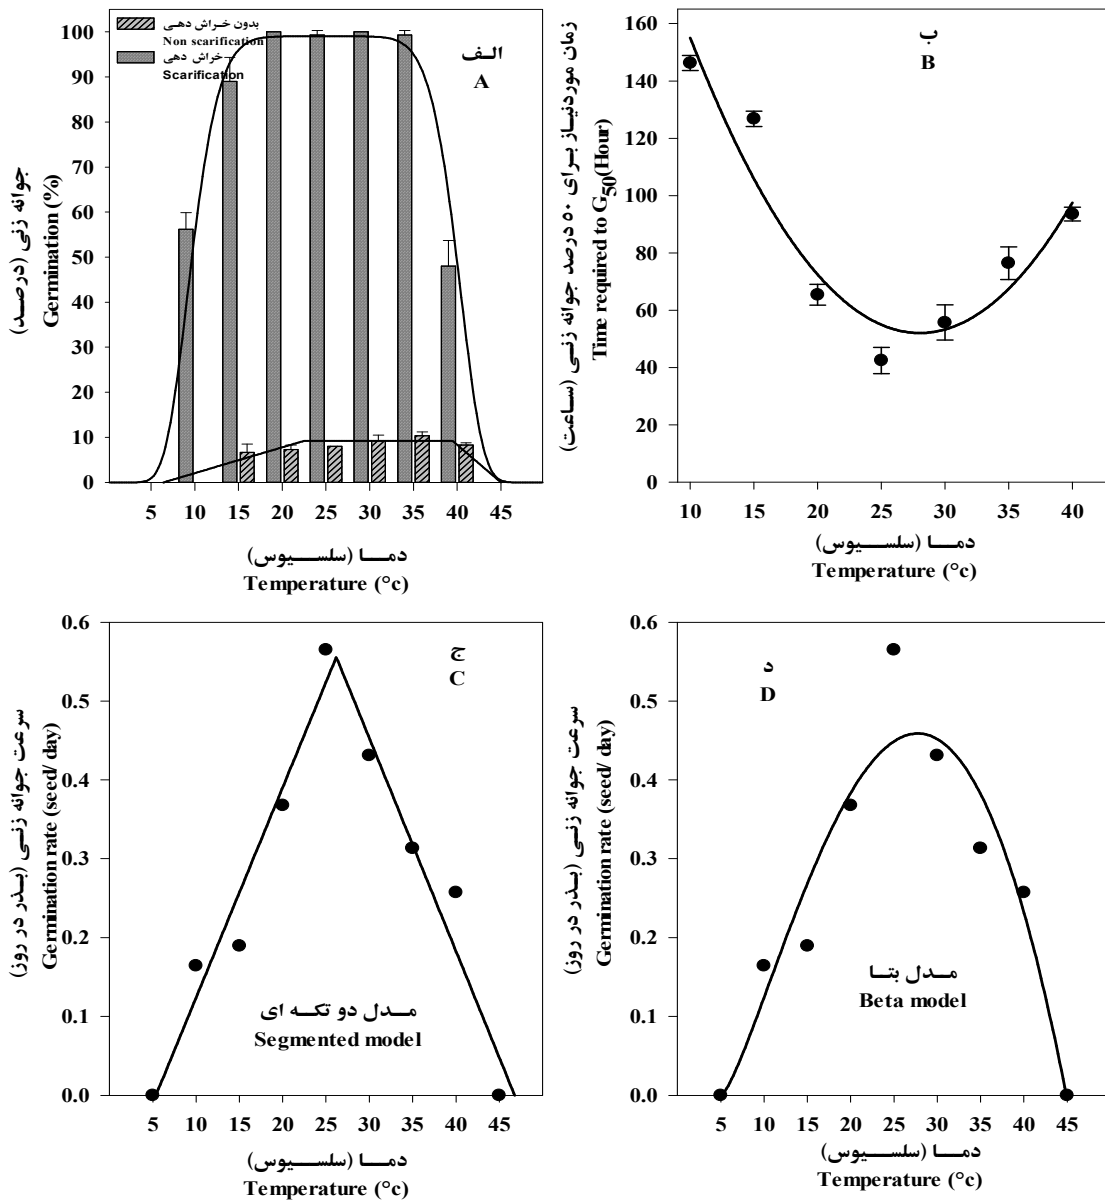 بدون خراش دهی
Non scarification
خراش دهی
Scarification
الف
A
100
90
80
70
60
50
40
30
20
10
0
جوانه زنی (درصد)
Germination (%)
5 10 15 20 25 30 35 40 45
دما (سلسیوس)
Temperature (°c)
ب
B
160
140
120
100
80
60
40
20
0
زمان موردنیاز برای ۵۰ درصد جوانه زنی (ساعت)
Time required to G50(Hour)
10 15 20 25 30 35 40
دما (سلسیوس)
Temperature (°c)
ج
C
0.6
0.5
0.4
0.3
0.2
0.1
0.0
سرعت جوانه زنی (بذر در روز)
Germination rate (seed/ day)
مدل دو تکه ای
Segmented model
5 10 15 20 25 30 35 40 45
دما (سلسیوس)
Temperature (°c)
د
D
0.6
0.5
0.4
0.3
0.2
0.1
0.0
سرعت جوانه زنی (بذر در روز)
Germination rate (seed/ day)
مدل بتا
Beta model
5 10 15 20 25 30 35 40 45
دما (سلسیوس)
Temperature (°c)